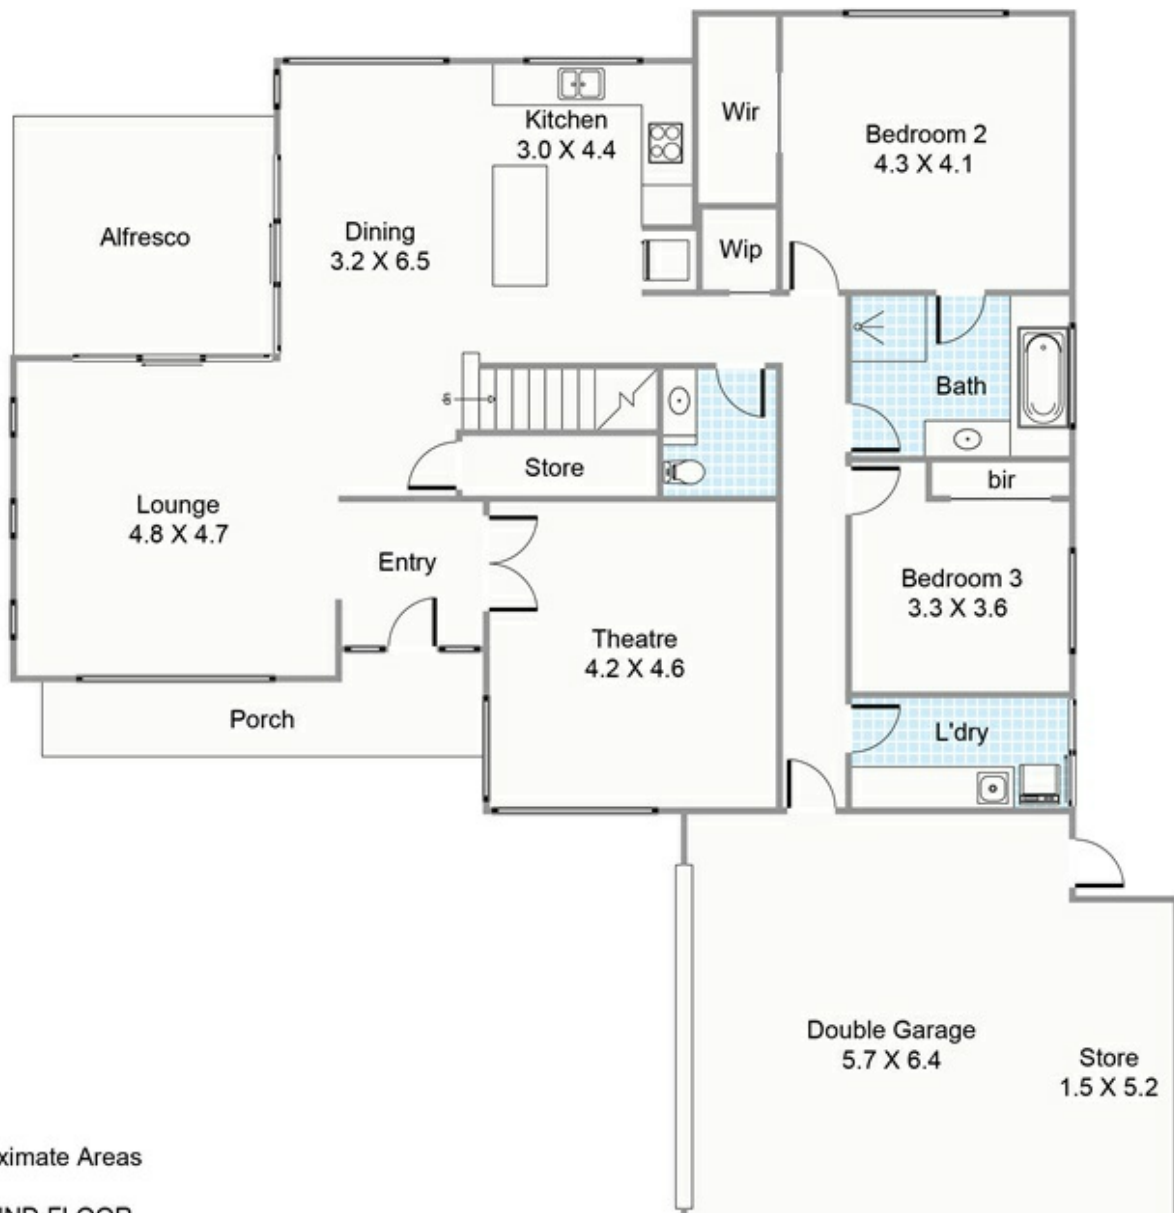 Wir
Bedroom 2
4.3 X 4.1
Kitchen
3.0 X 4.4
Alfresco
Dining
3.2 X 6.5
Wip
Bath
Store
bir
Lounge
4.8 X 4.7
Entry
Bedroom 3
3.3 X 3.6
Theatre
4.2 X 4.6
Porch
L'dry
Double Garage
5.7 X 6.4
Store
1.5 X 5.2
ximate Areas
FLOOR